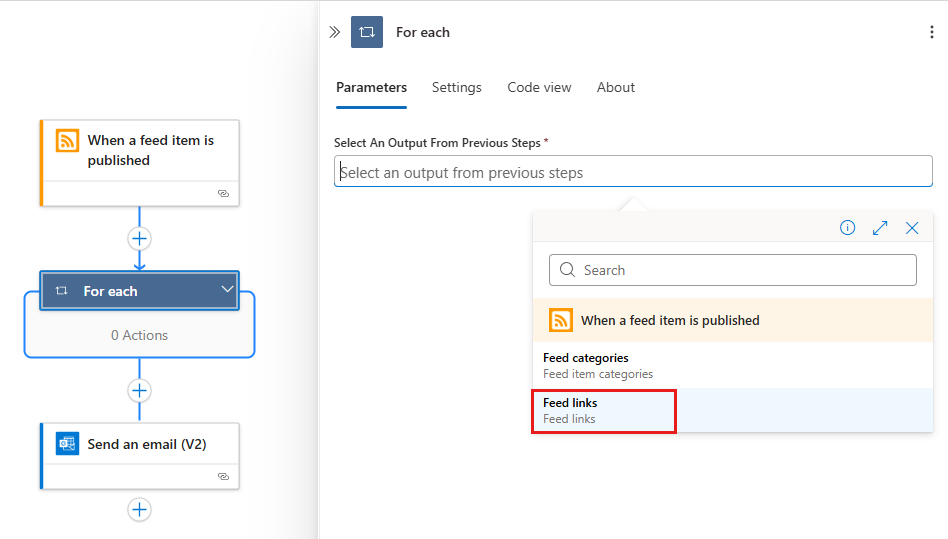 When a feed item is
published
For each
0 Actions
Send an email (V2)
For each
Parameters
Settings
Code view
About
Select An Output From Previous Steps *
Select an output from previous steps
Search
When a feed item is published
Feed categories
Feed item categories
Feed links
Feed links